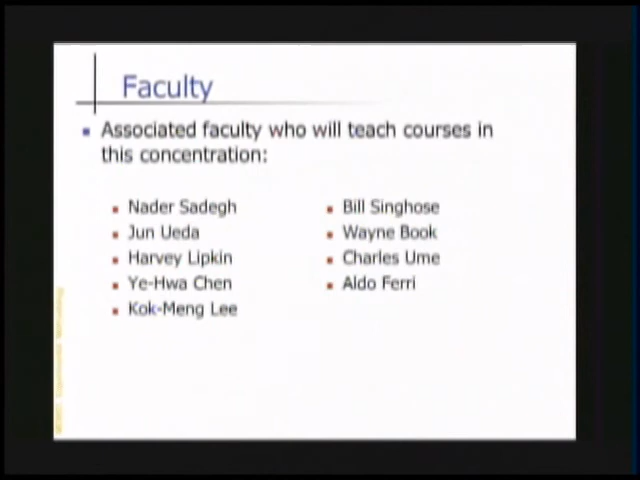 Faculty
Associated faculty who will teach courses in
this concentration:
Nader Sadegh
Jun Ueda
Harvey Lipkin
Ye-Hwa Chen
Kok-Meng Lee
Bill Singhose
Wayne Book
Charles Ume
Aldo Ferri